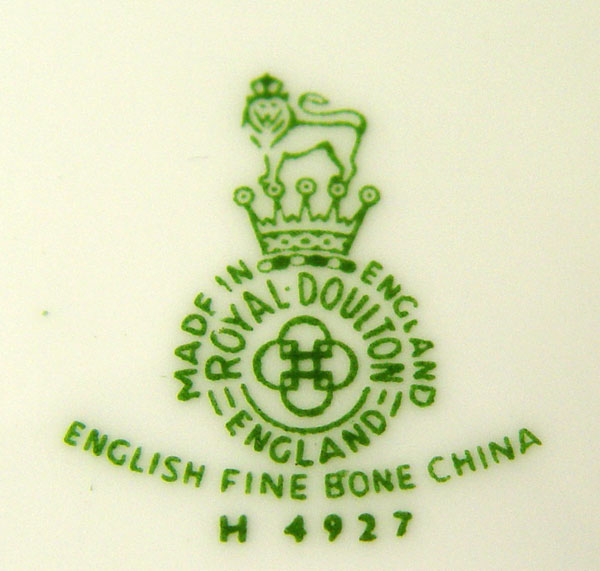 MADE IN ENGLAND
ROYAL·DOULTON
ENGLAND
ENGLISH FINE BONE CHINA
H 4927